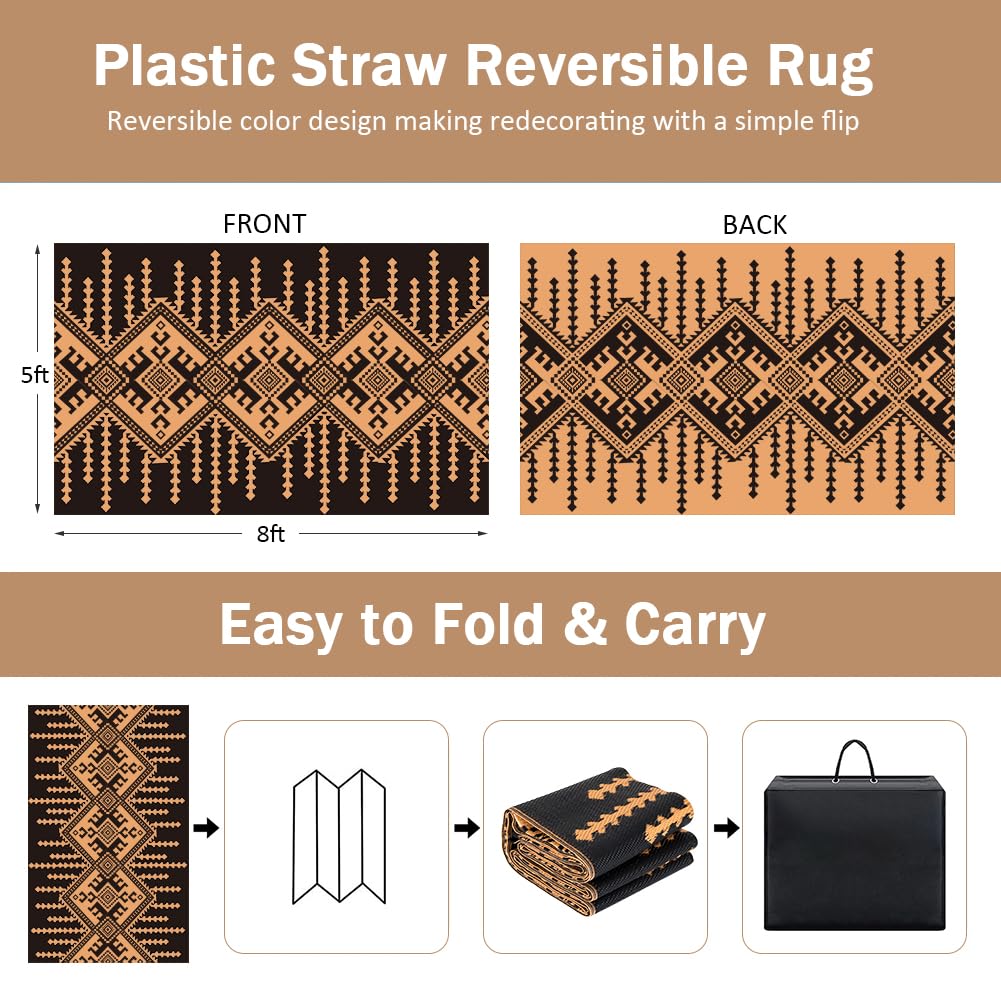 Plastic Straw Reversible Rug
Reversible color design making redecorating with a simple flip
FRONT
BACK
5ft
8ft
Easy to Fold & Carry